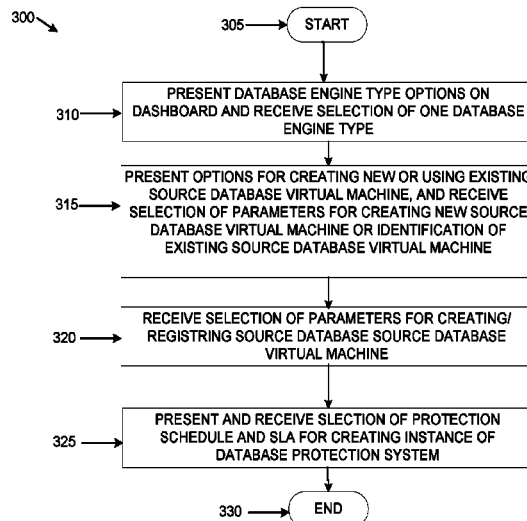 300
305
START
310
PRESENT DATABASE ENGINE TYPE OPTIONS ON
DASHBOARD AND RECEIVE SELECTION OF ONE DATABASE
ENGINE TYPE
315
PRESENT OPTIONS FOR CREATING NEW OR USING EXISTING
SOURCE DATABASE VIRTUAL MACHINE, AND RECEIVE
SELECTION OF PARAMETERS FOR CREATING NEW SOURCE
DATABASE VIRTUAL MACHINE OR IDENTIFICATION OF
EXISTING SOURCE DATABASE VIRTUAL MACHINE
320
RECEIVE SELECTION OF PARAMETERS FOR CREATING/
REGISTRING SOURCE DATABASE SOURCE DATABASE
VIRTUAL MACHINE
325
PRESENT AND RECEIVE SLECTION OF PROTECTION
SCHEDULE AND SLA FOR CREATING INSTANCE OF
DATABASE PROTECTION SYSTEM
330
END